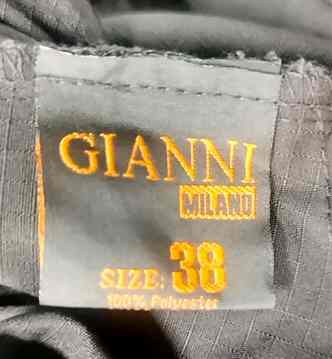 GIANNI
MILANO
SIZE: 38
100% Polyester